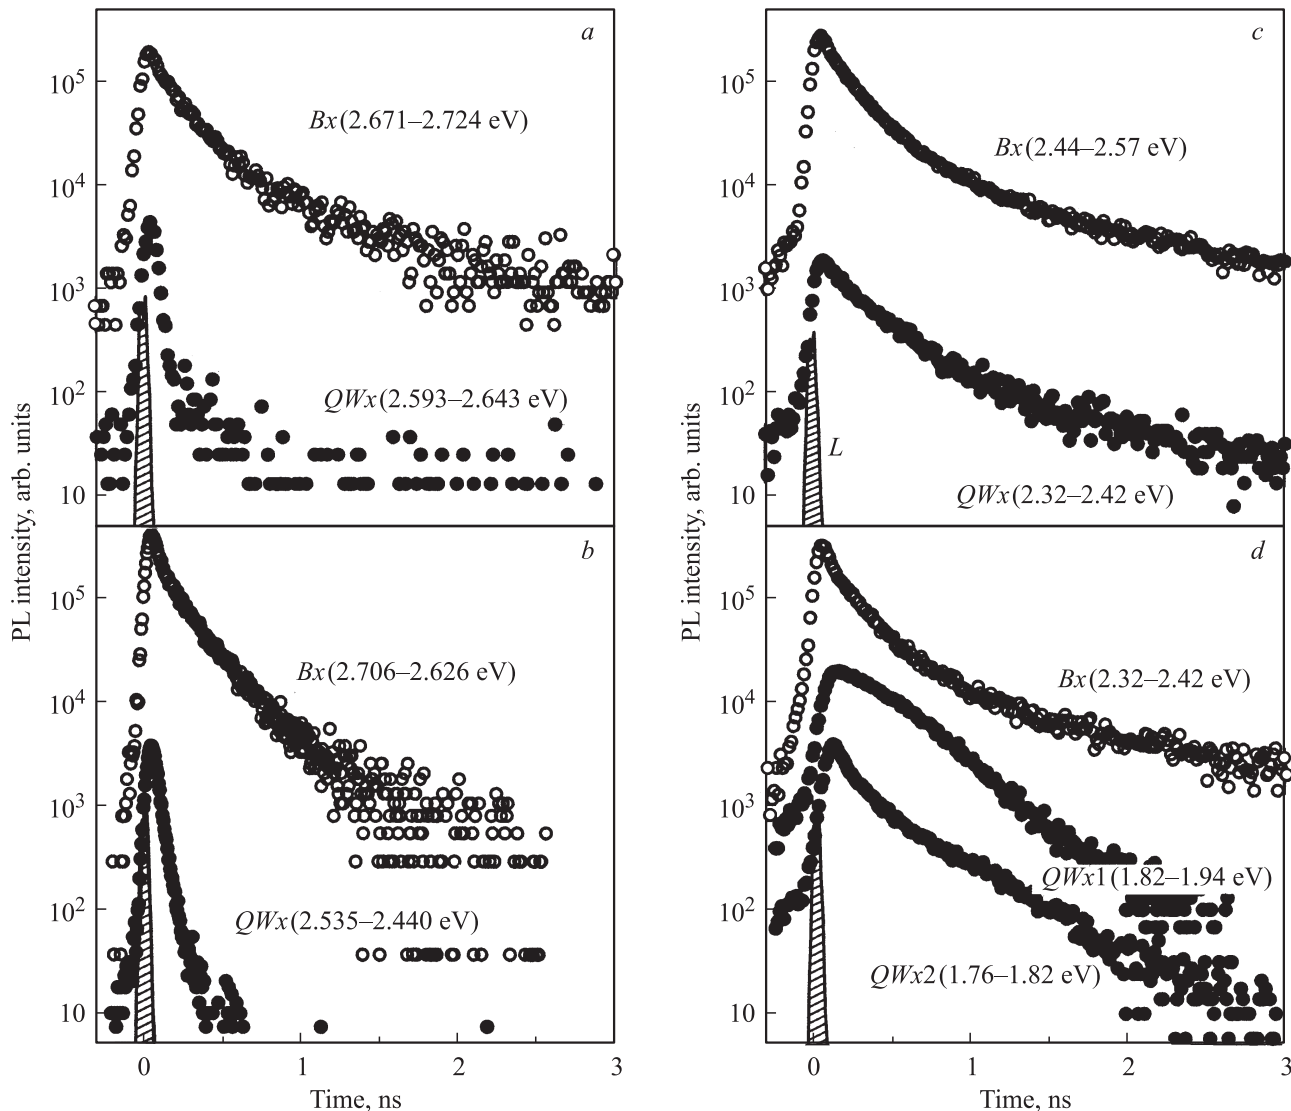 a
10^5
Bx (2.671–2.724 eV)
10^4
10^3
QWx (2.593–2.643 eV)
10^2
10
PL intensity, arb. units
b
10^5
Bx (2.706–2.626 eV)
10^4
10^3
QWx (2.535–2.440 eV)
10^2
10
0 1 2 3
Time, ns
c
10^5
Bx (2.44–2.57 eV)
10^4
10^3
10^2
L
QWx (2.32–2.42 eV)
10
PL intensity, arb. units
d
10^5
Bx (2.32–2.42 eV)
10^4
10^3
QWx1 (1.82–1.94 eV)
10^2
QWx2 (1.76–1.82 eV)
10
0 1 2 3
Time, ns